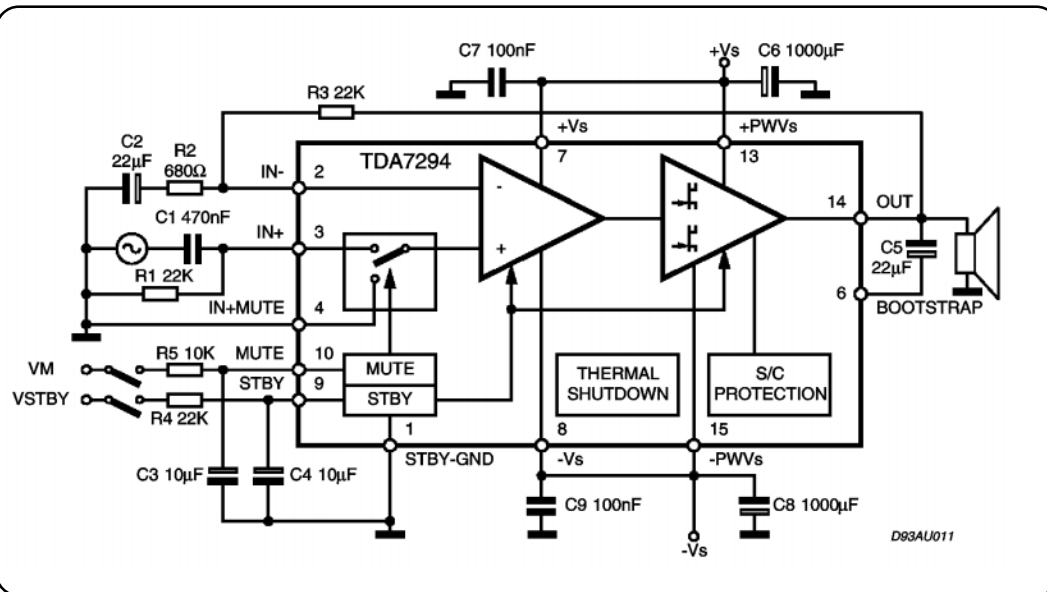 C7 100nF
+Vs
C6 1000µF
R3 22K
+Vs
+PWVs
C2
22µF
R2
680Ω
TDA7294
7
13
IN-
2
-
14
OUT
C1 470nF
IN+
3
+
C5
22µF
R1 22K
IN+MUTE
4
6
BOOTSTRAP
VM
R5 10K
MUTE
10
MUTE
THERMAL
SHUTDOWN
S/C
PROTECTION
VSTBY
R4 22K
STBY
9
STBY
1
8
15
STBY-GND
-Vs
-PWVs
C3 10µF
C4 10µF
C9 100nF
C8 1000µF
-Vs
D93AU011